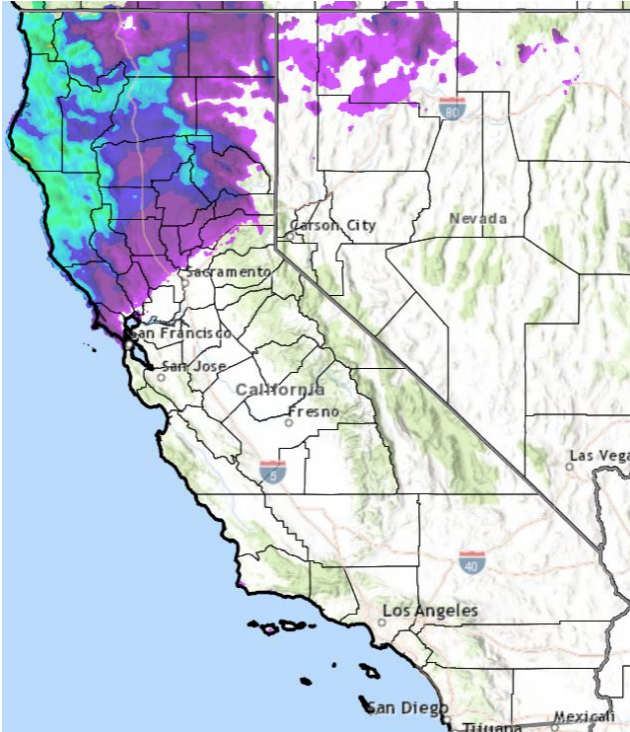 80
Carson City
Nevada
Sacramento
San Francisco
San Jose
California
Fresno
Las Vega
5
40
Los Angeles
San Diego
Tijuana
Mexicali